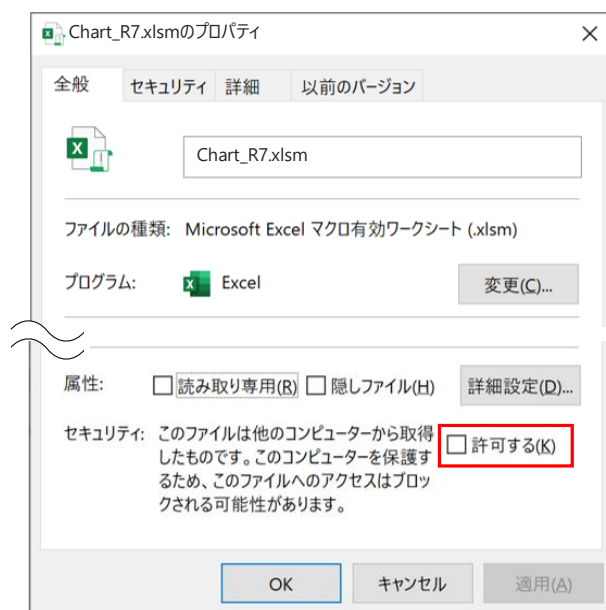 Chart_R7.xlsmのプロパティ
全般 セキュリティ 詳細 以前のバージョン
Chart_R7.xlsm
ファイルの種類: Microsoft Excel マクロ有効ワークシート (.xlsm)
プログラム: Excel 変更(C)...
属性: 読み取り専用(R) 隠しファイル(H) 詳細設定(D)...
セキュリティ: このファイルは他のコンピューターから取得
したものです。このコンピューターを保護す
るため、このファイルへのアクセスはブロッ
クされる可能性があります。
許可する(K)
OK キャンセル 適用(A)